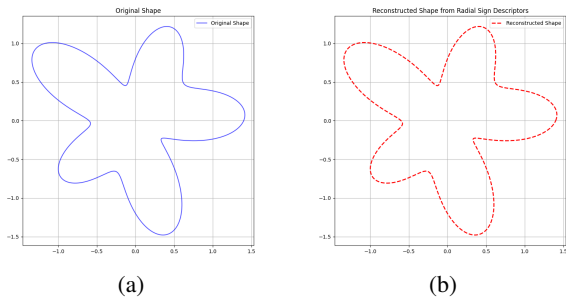 Original Shape
Original Shape
1.0
0.5
0.0
−0.5
−1.0
−1.5
−1.0 −0.5 0.0 0.5 1.0 1.5
(a)
Reconstructed Shape from Radial Sign Descriptors
Reconstructed Shape
1.0
0.5
0.0
−0.5
−1.0
−1.5
−1.0 −0.5 0.0 0.5 1.0 1.5
(b)